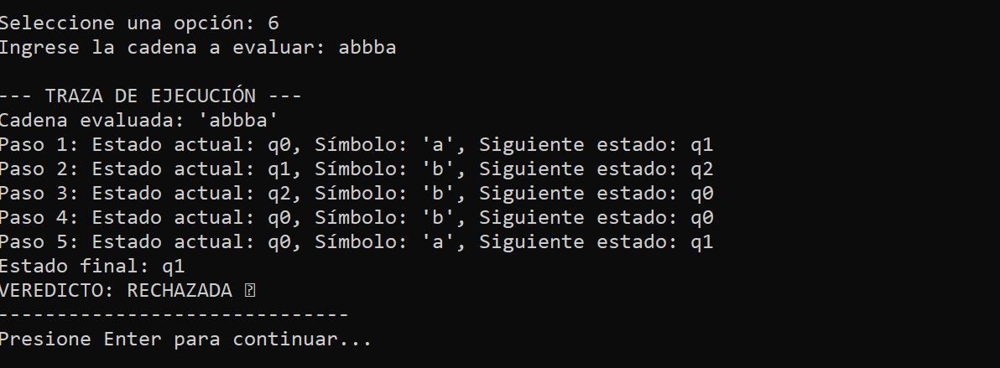 Seleccione una opción: 6
Ingrese la cadena a evaluar: abbba
--- TRAZA DE EJECUCIÓN ---
Cadena evaluada: 'abbba'
Paso 1: Estado actual: q0, Símbolo: 'a', Siguiente estado: q1
Paso 2: Estado actual: q1, Símbolo: 'b', Siguiente estado: q2
Paso 3: Estado actual: q2, Símbolo: 'b', Siguiente estado: q0
Paso 4: Estado actual: q0, Símbolo: 'b', Siguiente estado: q0
Paso 5: Estado actual: q0, Símbolo: 'a', Siguiente estado: q1
Estado final: q1
VEREDICTO: RECHAZADA
------------------------------
Presione Enter para continuar...